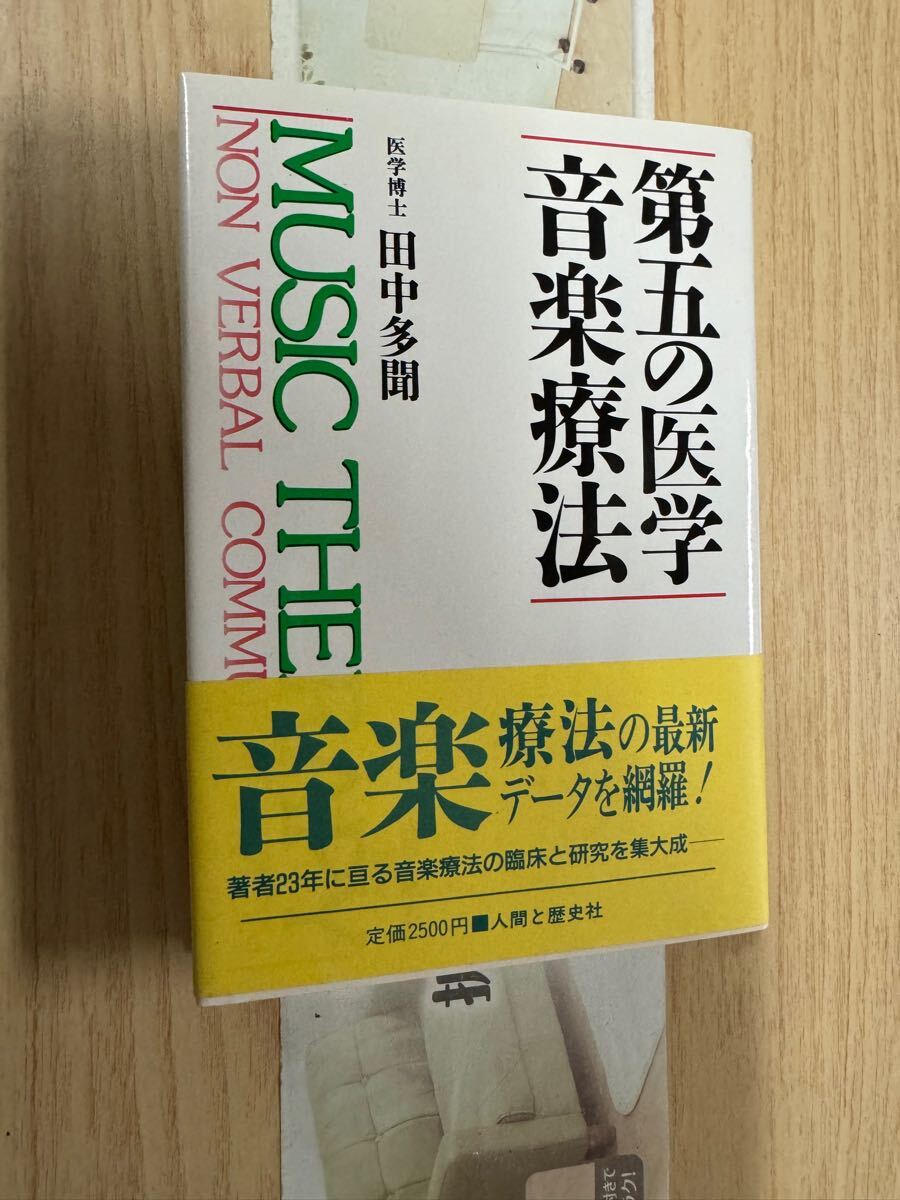 第五の医学
音楽療法
医学博士 田中多聞
MUSIC THE
NON VERBAL COMMU
音楽療法の最新
データを網羅!
著者23年に亘る音楽療法の臨床と研究を集大成──
定価2500円■人間と歴史社